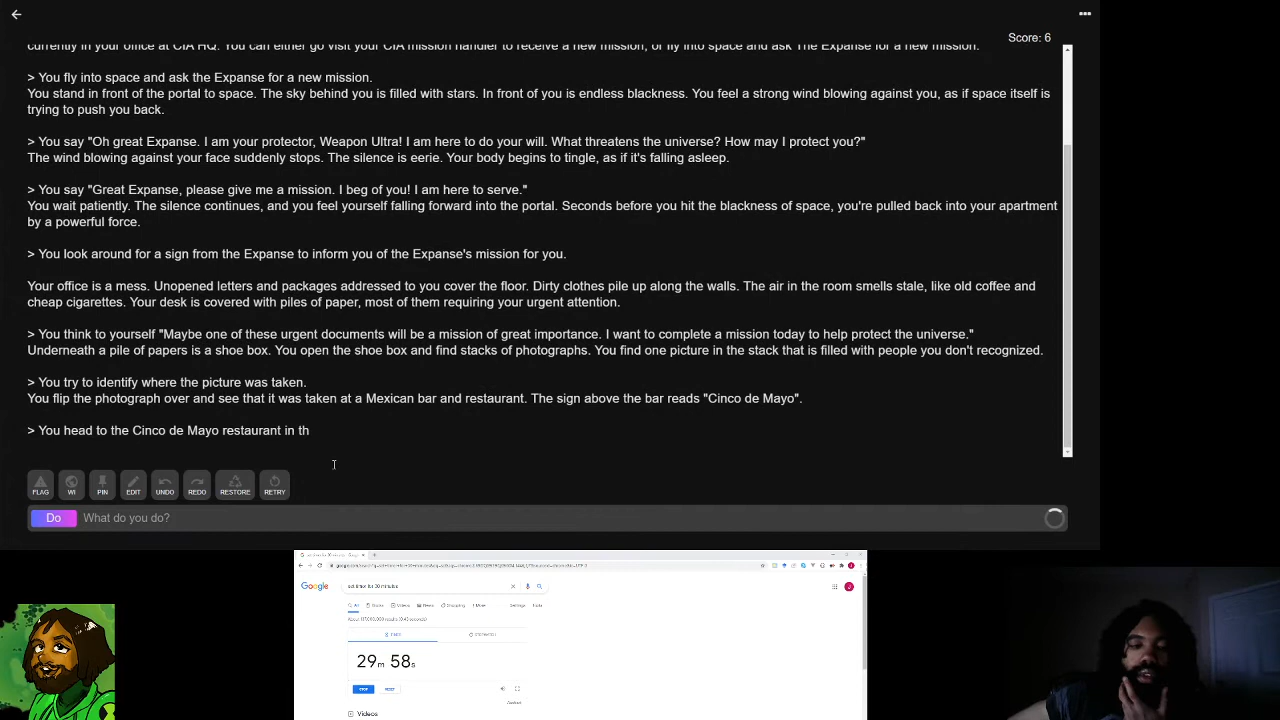 Score: 6
currently in your office at CIA HQ. You can either go visit your CIA mission handler to receive a new mission, or fly into space and ask The Expanse for a new mission.
> You fly into space and ask the Expanse for a new mission.
You stand in front of the portal to space. The sky behind you is filled with stars. In front of you is endless blackness. You feel a strong wind blowing against you, as if space itself is
trying to push you back.
> You say "Oh great Expanse. I am your protector, Weapon Ultra! I am here to do your will. What threatens the universe? How may I protect you?"
The wind blowing against your face suddenly stops. The silence is eerie. Your body begins to tingle, as if it's falling asleep.
> You say "Great Expanse, please give me a mission. I beg of you! I am here to serve."
You wait patiently. The silence continues, and you feel yourself falling forward into the portal. Seconds before you hit the blackness of space, you're pulled back into your apartment
by a powerful force.
> You look around for a sign from the Expanse to inform you of the Expanse's mission for you.
Your office is a mess. Unopened letters and packages addressed to you cover the floor. Dirty clothes pile up along the walls. The air in the room smells stale, like old coffee and
cheap cigarettes. Your desk is covered with piles of paper, most of them requiring your urgent attention.
> You think to yourself "Maybe one of these urgent documents will be a mission of great importance. I want to complete a mission today to help protect the universe."
Underneath a pile of papers is a shoe box. You open the shoe box and find stacks of photographs. You find one picture in the stack that is filled with people you don't recognized.
> You try to identify where the picture was taken.
You flip the photograph over and see that it was taken at a Mexican bar and restaurant. The sign above the bar reads "Cinco de Mayo".
> You head to the Cinco de Mayo restaurant in th
FLAG WI PIN EDIT UNDO REDO RESTORE RETRY
Do What do you do?
Google set timer for 30 minutes
All Videos News Shopping More Settings Tools
29m 58s
STOP RESET
Videos